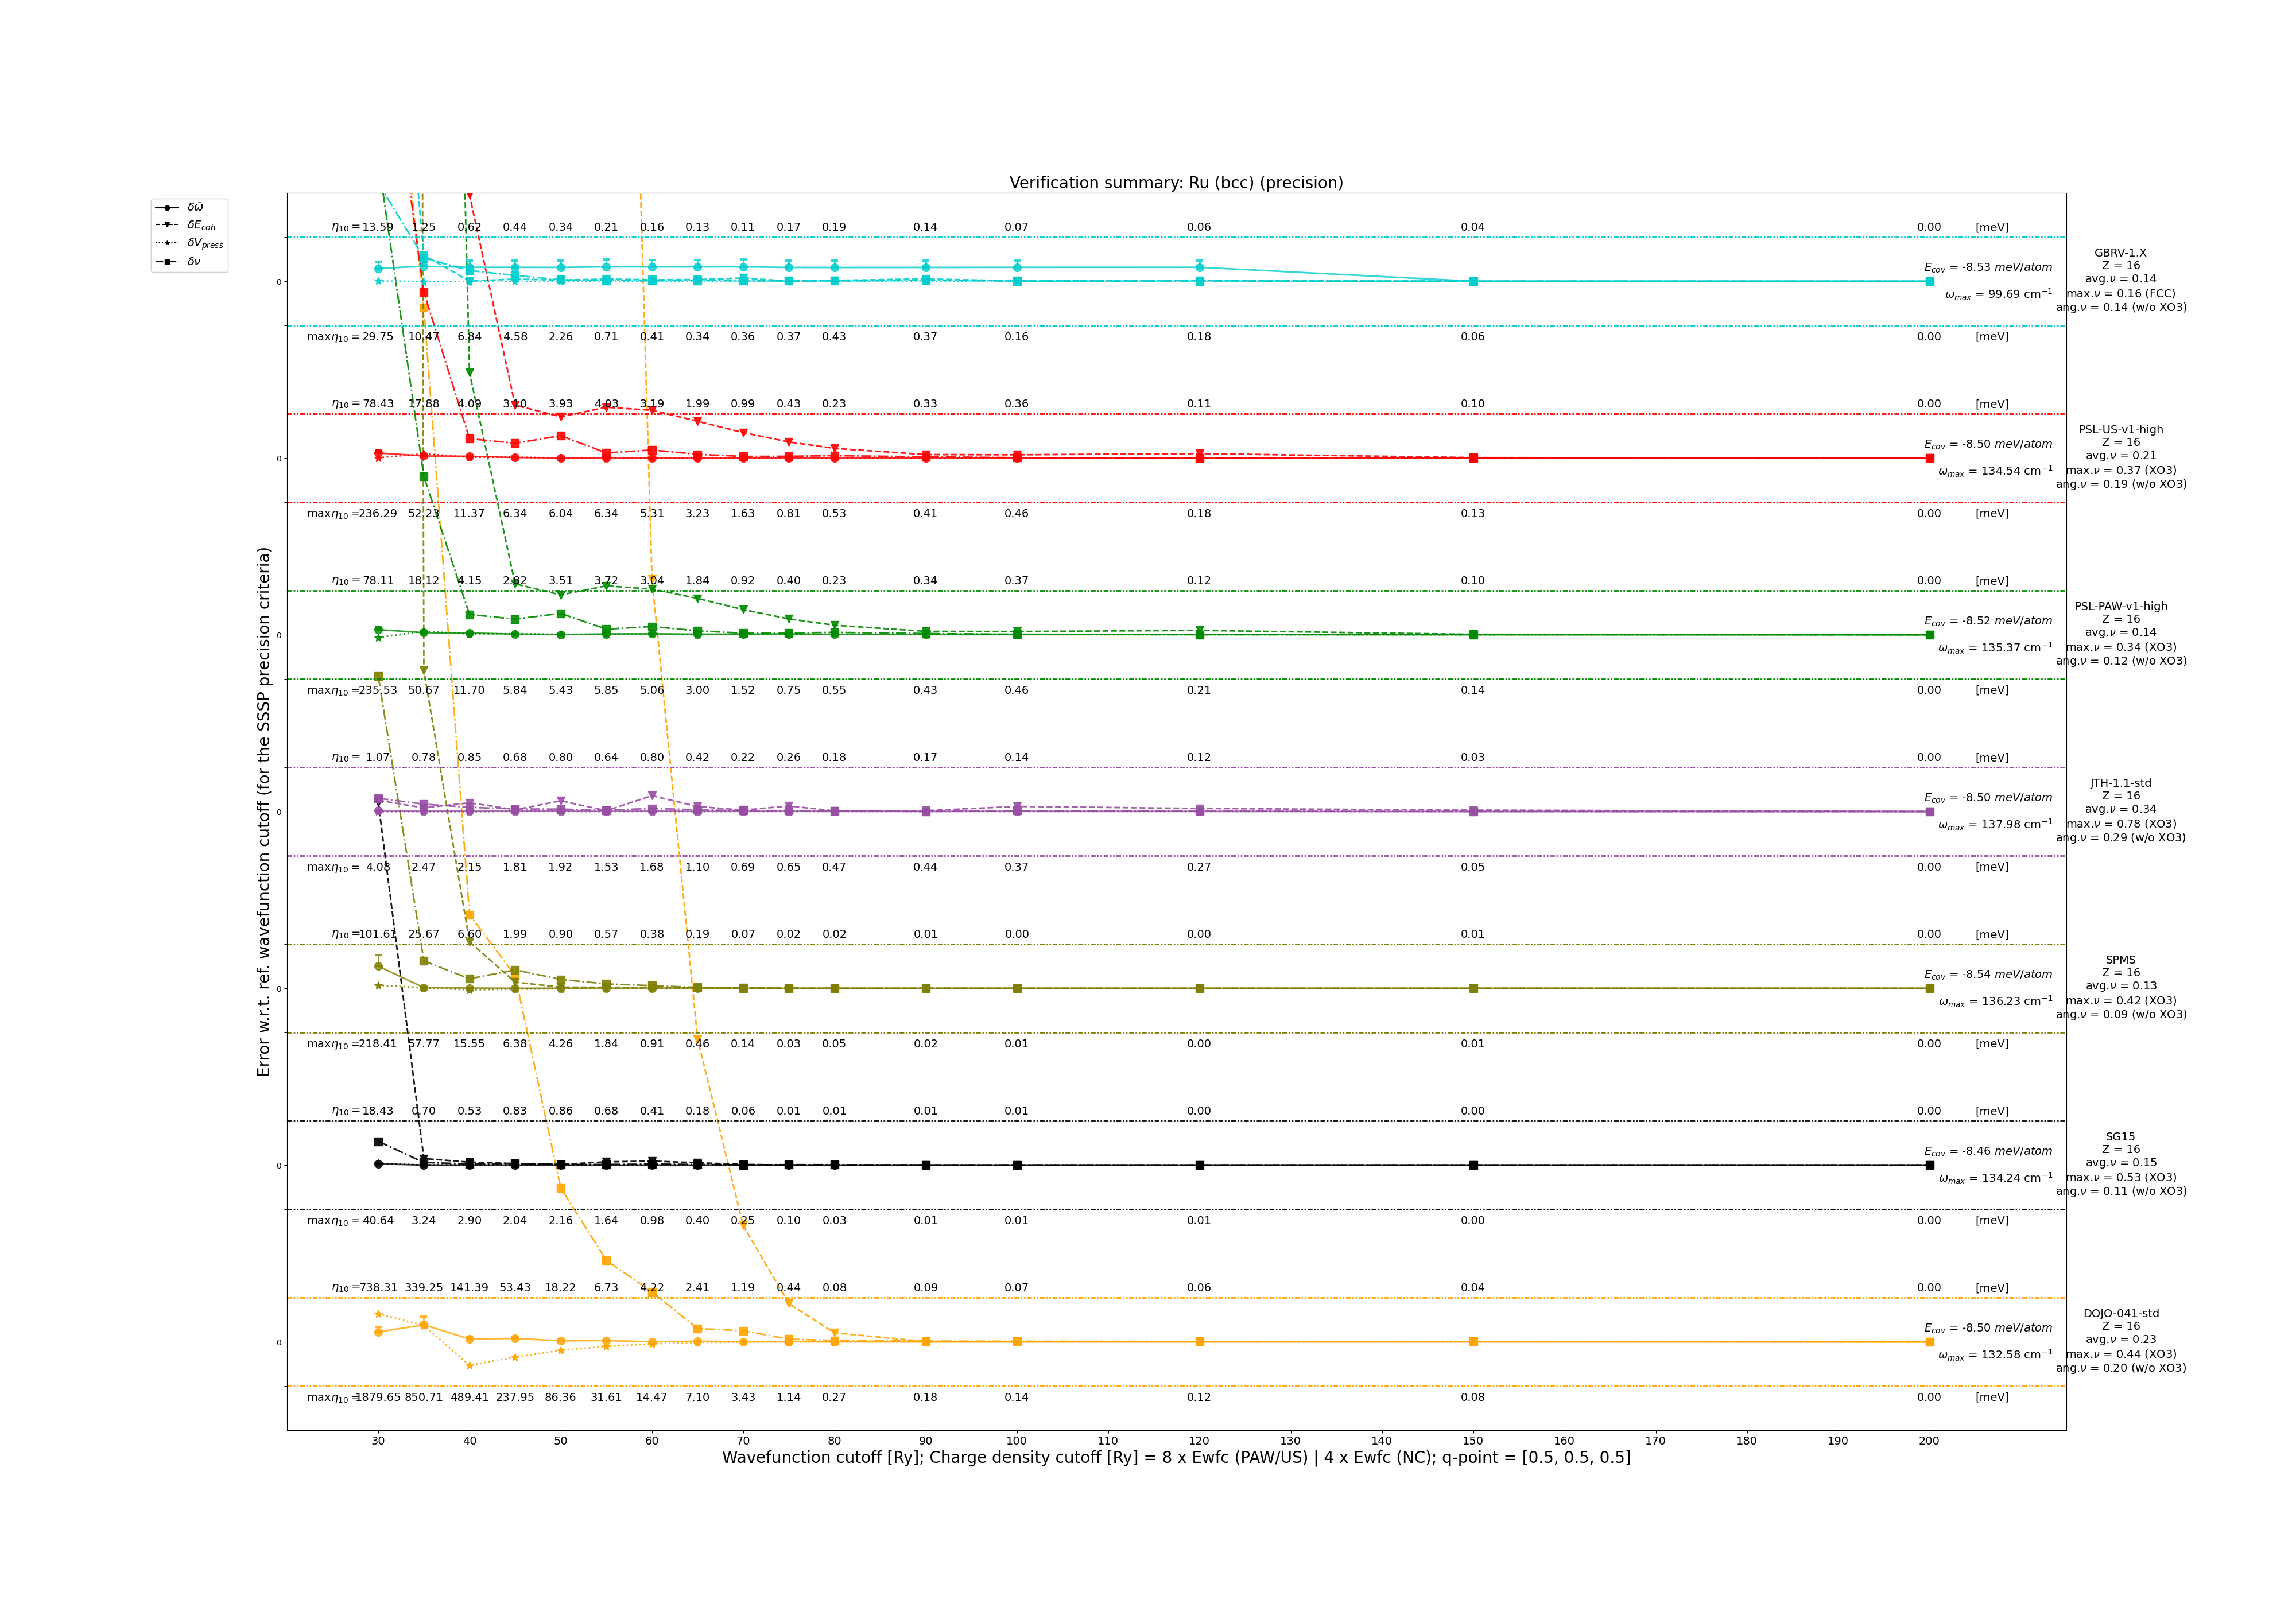 Verification summary: Ru (bcc) (precision)
δω̄
δE_coh
δV_press
δν
Error w.r.t. ref. wavefunction cutoff (for the SSSP precision criteria)
η₁₀ = 13.59 1.25 0.62 0.44 0.34 0.21 0.16 0.13 0.11 0.17 0.19 0.14 0.07 0.06 0.04 0.00 [meV]
0
E_cov = -8.53 meV/atom
ω_max = 99.69 cm⁻¹
maxη₁₀ = 29.75 10.47 6.84 4.58 2.26 0.71 0.41 0.34 0.36 0.37 0.43 0.37 0.16 0.18 0.06 0.00 [meV]
GBRV-1.X
Z = 16
avg.ν = 0.14
max.ν = 0.16 (FCC)
ang.ν = 0.14 (w/o XO3)
η₁₀ = 78.43 17.88 4.09 3.20 3.93 4.03 3.19 1.99 0.99 0.43 0.23 0.33 0.36 0.11 0.10 0.00 [meV]
0
E_cov = -8.50 meV/atom
ω_max = 134.54 cm⁻¹
maxη₁₀ = 236.29 52.23 11.37 6.34 6.04 6.34 5.31 3.23 1.63 0.81 0.53 0.41 0.46 0.18 0.13 0.00 [meV]
PSL-US-v1-high
Z = 16
avg.ν = 0.21
max.ν = 0.37 (XO3)
ang.ν = 0.19 (w/o XO3)
η₁₀ = 78.11 18.12 4.15 2.82 3.51 3.72 3.04 1.84 0.92 0.40 0.23 0.34 0.37 0.12 0.10 0.00 [meV]
0
E_cov = -8.52 meV/atom
ω_max = 135.37 cm⁻¹
maxη₁₀ = 235.53 50.67 11.70 5.84 5.43 5.85 5.06 3.00 1.52 0.75 0.55 0.43 0.46 0.21 0.14 0.00 [meV]
PSL-PAW-v1-high
Z = 16
avg.ν = 0.14
max.ν = 0.34 (XO3)
ang.ν = 0.12 (w/o XO3)
η₁₀ = 1.07 0.78 0.85 0.68 0.80 0.64 0.80 0.42 0.22 0.26 0.18 0.17 0.14 0.12 0.03 0.00 [meV]
0
E_cov = -8.50 meV/atom
ω_max = 137.98 cm⁻¹
maxη₁₀ = 4.08 2.47 2.15 1.81 1.92 1.53 1.68 1.10 0.69 0.65 0.47 0.44 0.37 0.27 0.05 0.00 [meV]
JTH-1.1-std
Z = 16
avg.ν = 0.34
max.ν = 0.78 (XO3)
ang.ν = 0.29 (w/o XO3)
η₁₀ = 101.61 25.67 6.60 1.99 0.90 0.57 0.38 0.19 0.07 0.02 0.02 0.01 0.00 0.00 0.01 0.00 [meV]
0
E_cov = -8.54 meV/atom
ω_max = 136.23 cm⁻¹
maxη₁₀ = 218.41 57.77 15.55 6.38 4.26 1.84 0.91 0.46 0.14 0.03 0.05 0.02 0.01 0.00 0.01 0.00 [meV]
SPMS
Z = 16
avg.ν = 0.13
max.ν = 0.42 (XO3)
ang.ν = 0.09 (w/o XO3)
η₁₀ = 18.43 0.70 0.53 0.83 0.86 0.68 0.41 0.18 0.06 0.01 0.01 0.01 0.01 0.00 0.00 0.00 [meV]
0
E_cov = -8.46 meV/atom
ω_max = 134.24 cm⁻¹
maxη₁₀ = 40.64 3.24 2.90 2.04 2.16 1.64 0.98 0.40 0.25 0.10 0.03 0.01 0.01 0.01 0.00 0.00 [meV]
SG15
Z = 16
avg.ν = 0.15
max.ν = 0.53 (XO3)
ang.ν = 0.11 (w/o XO3)
η₁₀ = 738.31 339.25 141.39 53.43 18.22 6.73 4.22 2.41 1.19 0.44 0.08 0.09 0.07 0.06 0.04 0.00 [meV]
0
E_cov = -8.50 meV/atom
ω_max = 132.58 cm⁻¹
maxη₁₀ = 1879.65 850.71 489.41 237.95 86.36 31.61 14.47 7.10 3.43 1.14 0.27 0.18 0.14 0.12 0.08 0.00 [meV]
DOJO-041-std
Z = 16
avg.ν = 0.23
max.ν = 0.44 (XO3)
ang.ν = 0.20 (w/o XO3)
30 40 50 60 70 80 90 100 110 120 130 140 150 160 170 180 190 200
Wavefunction cutoff [Ry]; Charge density cutoff [Ry] = 8 x Ewfc (PAW/US) | 4 x Ewfc (NC); q-point = [0.5, 0.5, 0.5]